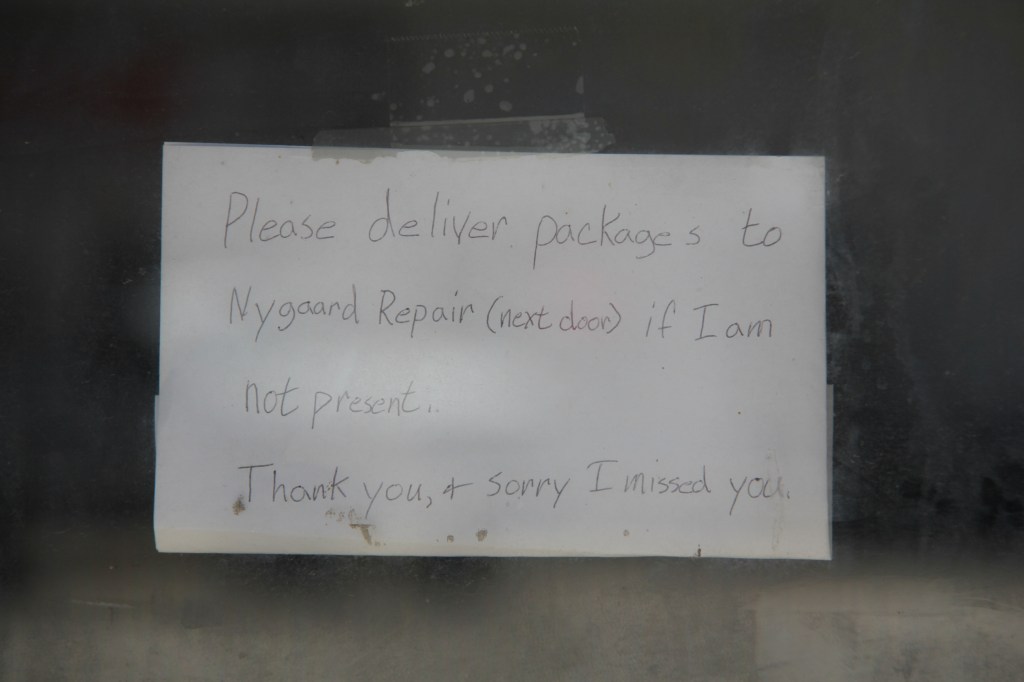 Please deliver packages to
Nygaard Repair (next door) if I am
not present..
Thank you, + sorry I missed you.